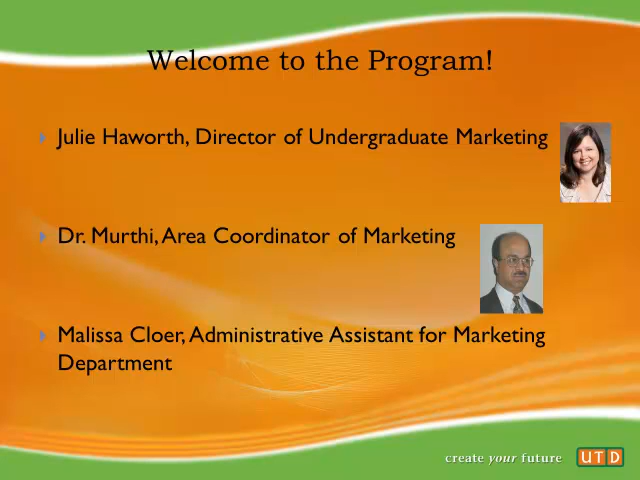 Welcome to the Program!
Julie Haworth, Director of Undergraduate Marketing
Dr. Murthi, Area Coordinator of Marketing
Malissa Cloer, Administrative Assistant for Marketing
Department
create your future UTD